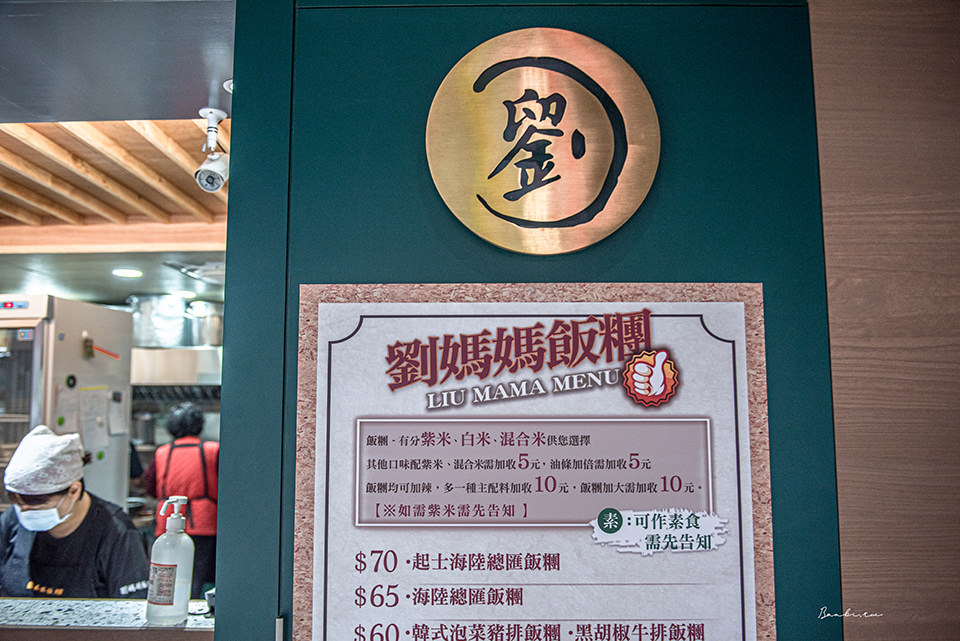 劉
劉媽媽飯糰
LIU MAMA MENU
飯糰-有分紫米、白米、混合米供您選擇
其他口味配紫米、混合米需加收5元，油條加倍需加收5元
飯糰均可加辣，多一種主配料加收10元，飯糰加大需加收10元。
【※如需紫米需先告知】
素：可作素食
需先告知
$70·起士海陸總匯飯糰
$65·海陸總匯飯糰
$60·韓式泡菜豬排飯糰·黑胡椒牛排飯糰